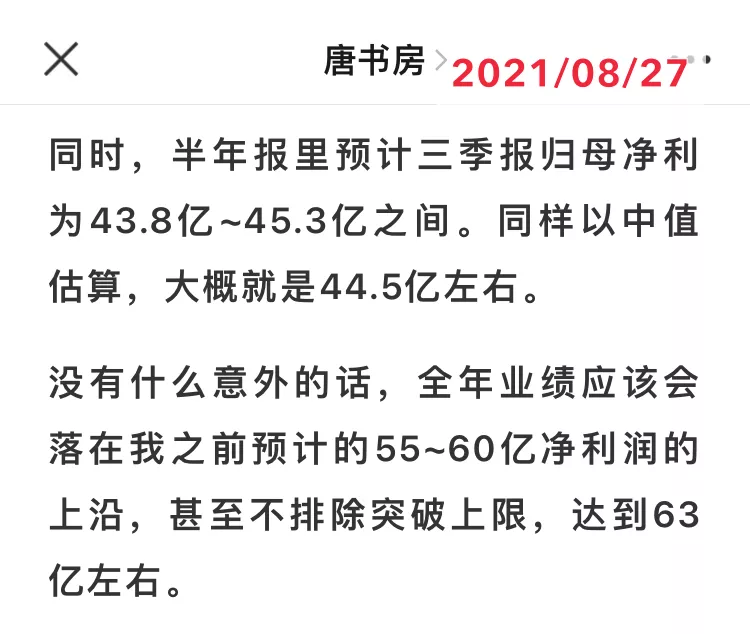 唐书房
2021/08/27
同时，半年报里预计三季报归母净利
为43.8亿~45.3亿之间。同样以中值
估算，大概就是44.5亿左右。
没有什么意外的话，全年业绩应该会
落在我之前预计的55~60亿净利润的
上沿，甚至不排除突破上限，达到63
亿左右。